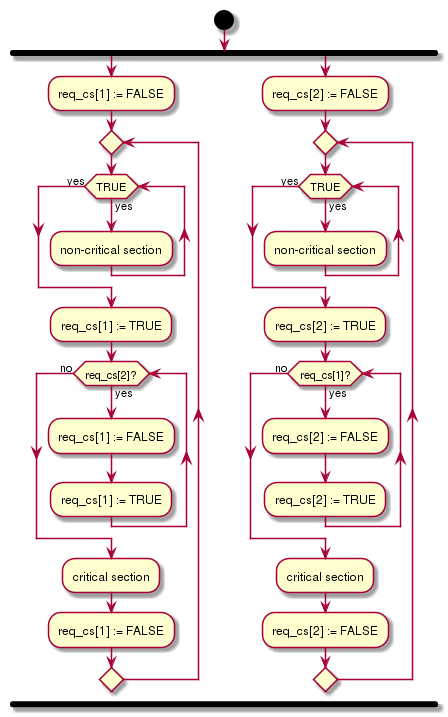 req_cs[1] := FALSE
yes
TRUE
yes
non-critical section
req_cs[1] := TRUE
no
req_cs[2]?
yes
req_cs[1] := FALSE
req_cs[1] := TRUE
critical section
req_cs[1] := FALSE
req_cs[2] := FALSE
yes
TRUE
yes
non-critical section
req_cs[2] := TRUE
no
req_cs[1]?
yes
req_cs[2] := FALSE
req_cs[2] := TRUE
critical section
req_cs[2] := FALSE